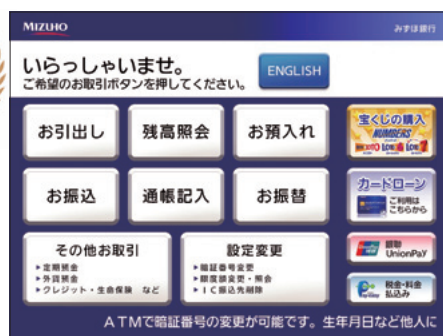 MIZUHO
みずほ銀行
いらっしゃいませ。
ご希望のお取引ボタンを押してください。
ENGLISH
お引出し
残高照会
お預入れ
宝くじの購入
NUMBERS
LOTO 6
LOTO 7
お振込
通帳記入
お振替
カードローン
ご利用は
こちらから
その他お取引
▶定期預金
▶外貨預金
▶クレジット・生命保険 など
設定変更
▶暗証番号変更
▶限度額変更・照会
▶IC振込先削除
銀聯
UnionPay
Pay-easy
税金・料金
払込み
ATMで暗証番号の変更が可能です。生年月日など他人に